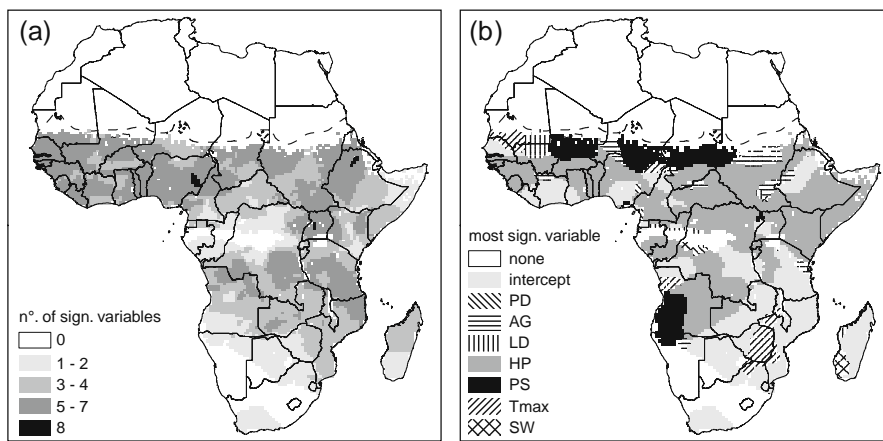 (a)
n°. of sign. variables
0
1 - 2
3 - 4
5 - 7
8
(b)
most sign. variable
none
intercept
PD
AG
LD
HP
PS
Tmax
SW